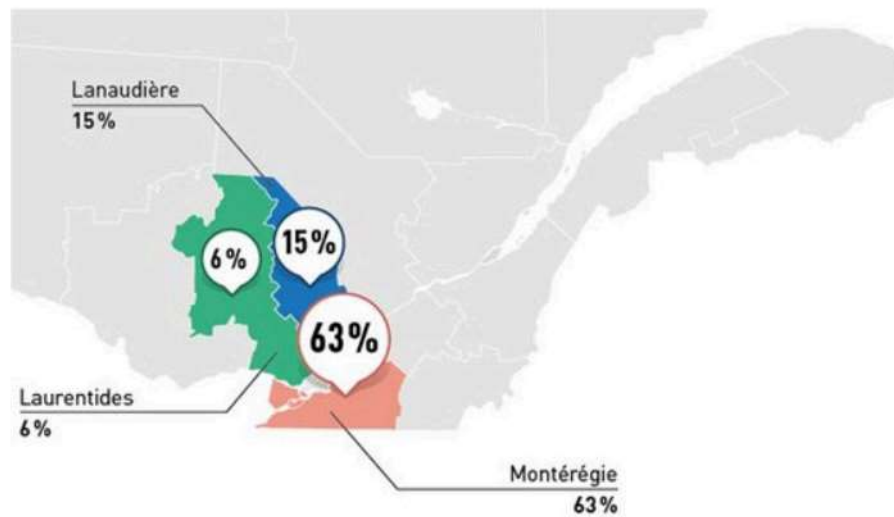 Lanaudière
15 %
6 %
15 %
63 %
Laurentides
6 %
Montérégie
63 %